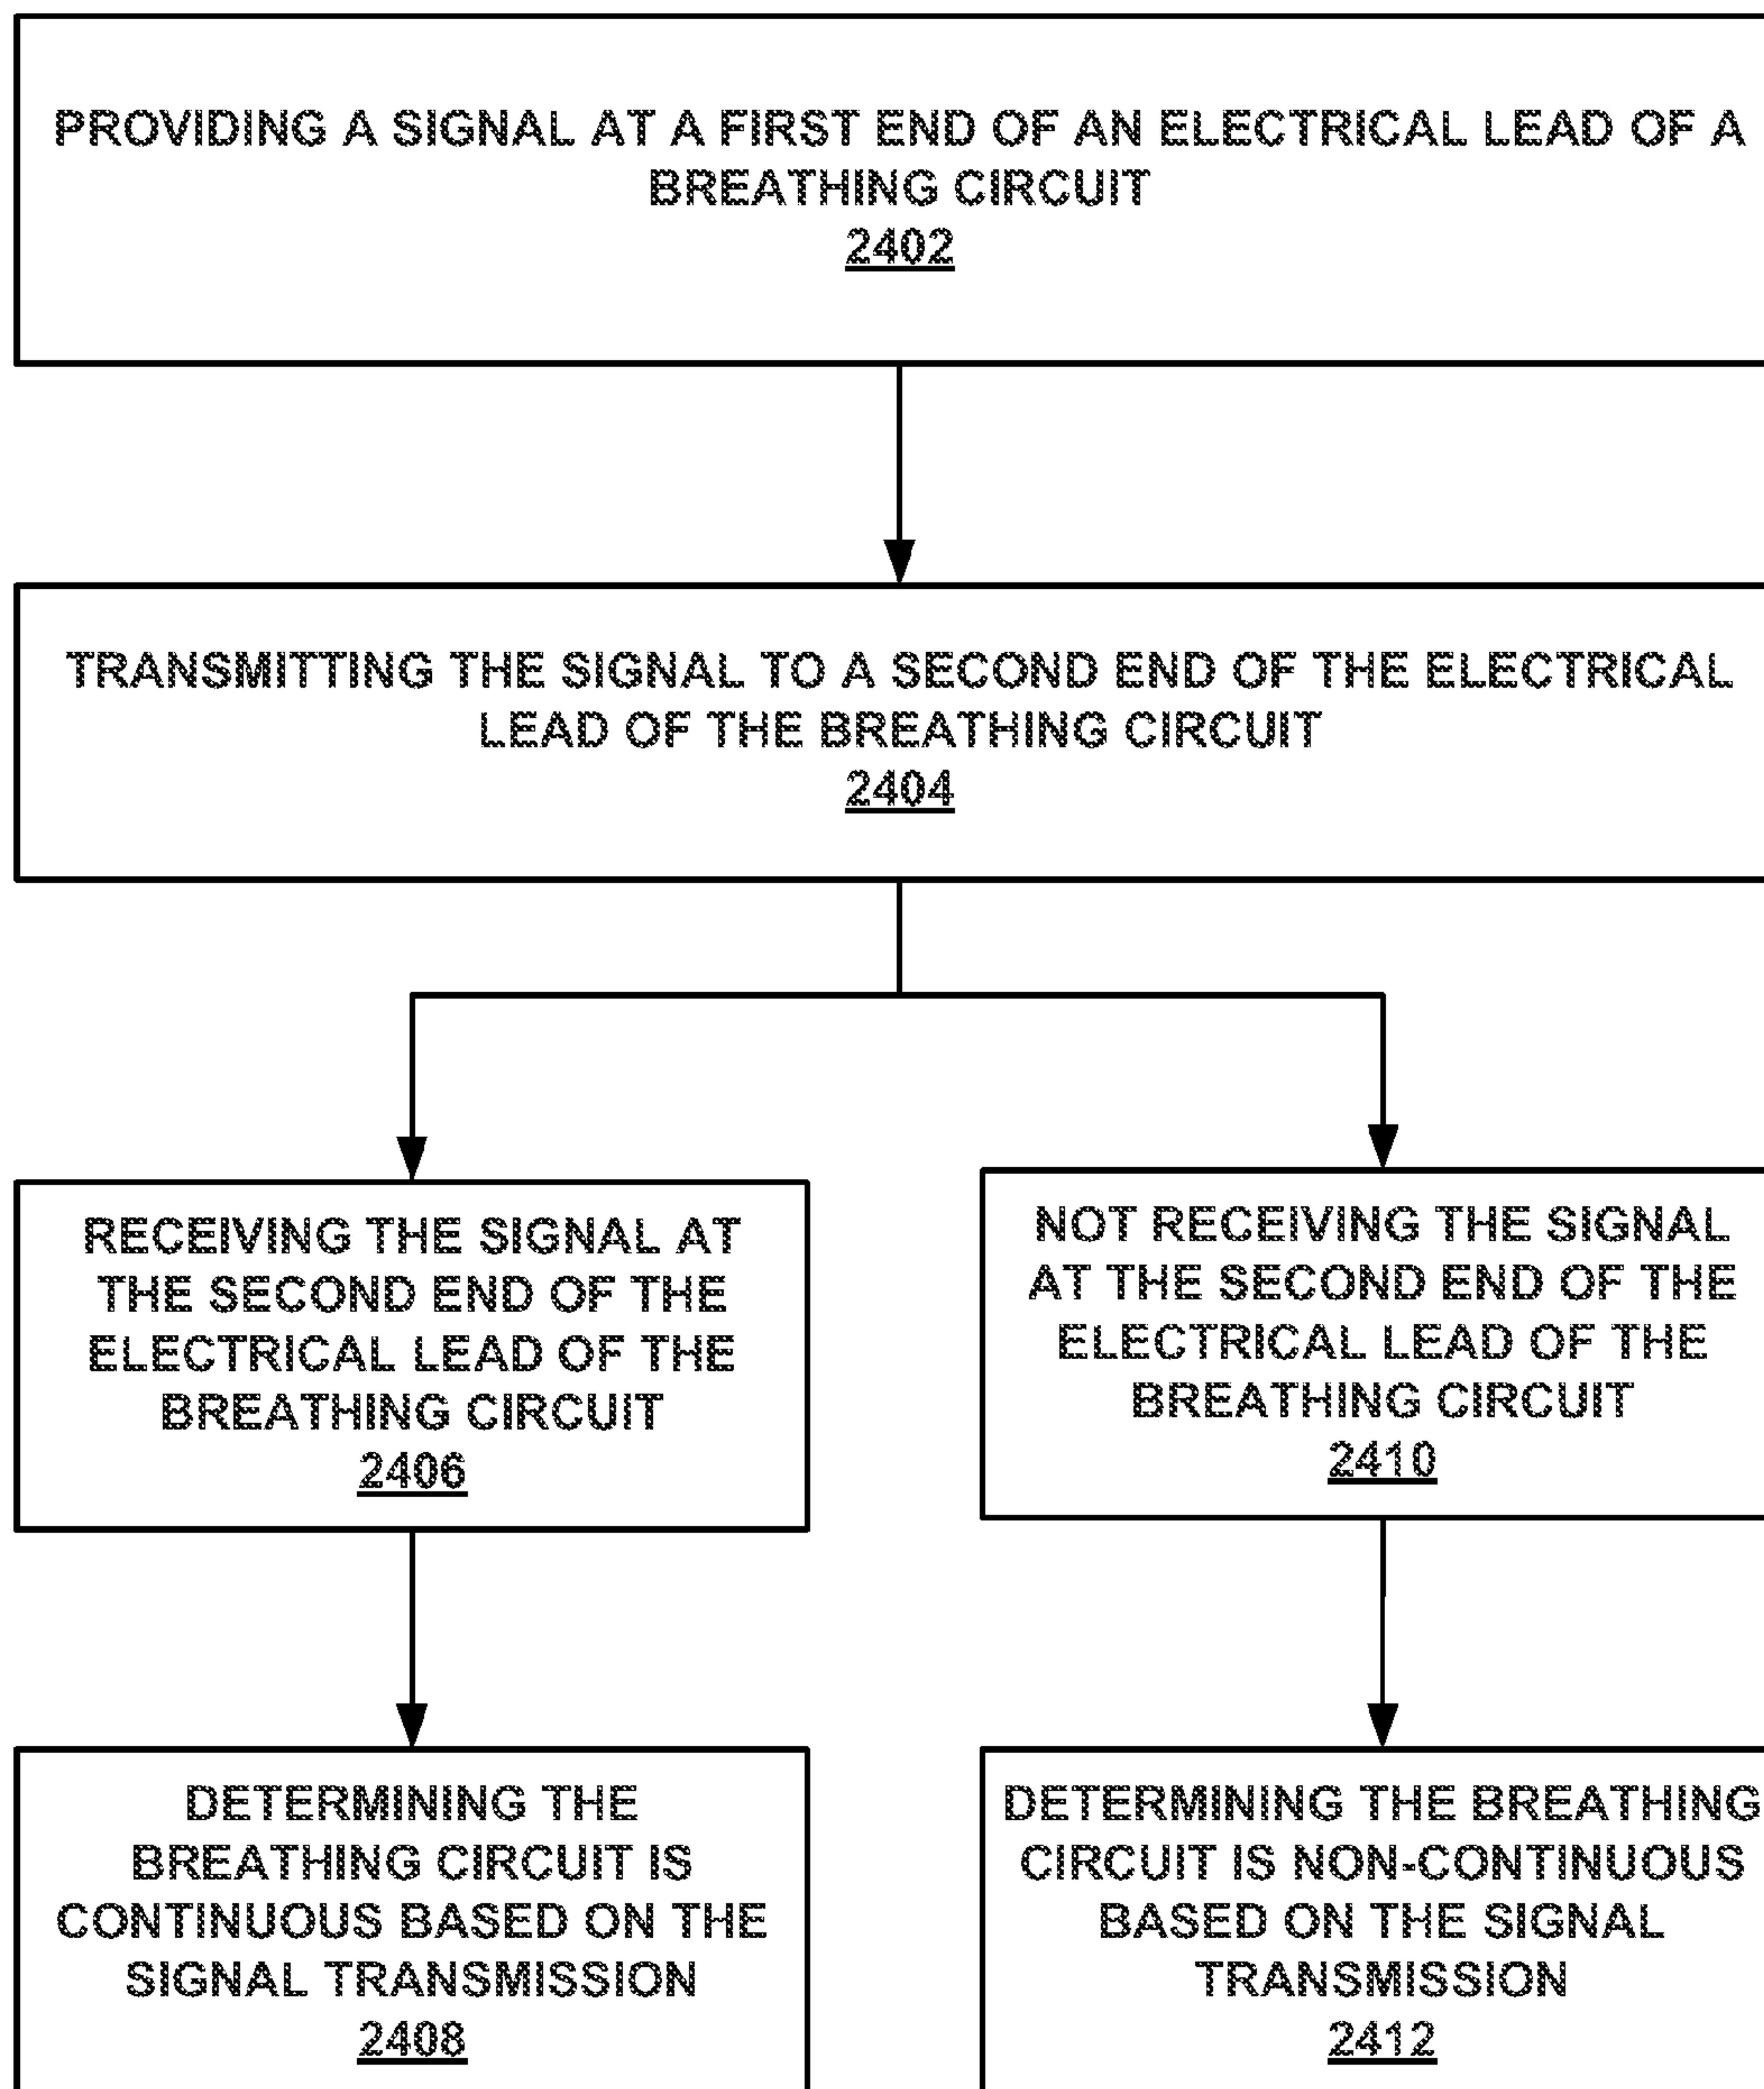 PROVIDING A SIGNAL AT A FIRST END OF AN ELECTRICAL LEAD OF A
BREATHING CIRCUIT
2402
TRANSMITTING THE SIGNAL TO A SECOND END OF THE ELECTRICAL
LEAD OF THE BREATHING CIRCUIT
2404
RECEIVING THE SIGNAL AT
THE SECOND END OF THE
ELECTRICAL LEAD OF THE
BREATHING CIRCUIT
2406
NOT RECEIVING THE SIGNAL
AT THE SECOND END OF THE
ELECTRICAL LEAD OF THE
BREATHING CIRCUIT
2410
DETERMINING THE
BREATHING CIRCUIT IS
CONTINUOUS BASED ON THE
SIGNAL TRANSMISSION
2408
DETERMINING THE BREATHING
CIRCUIT IS NON-CONTINUOUS
BASED ON THE SIGNAL
TRANSMISSION
2412